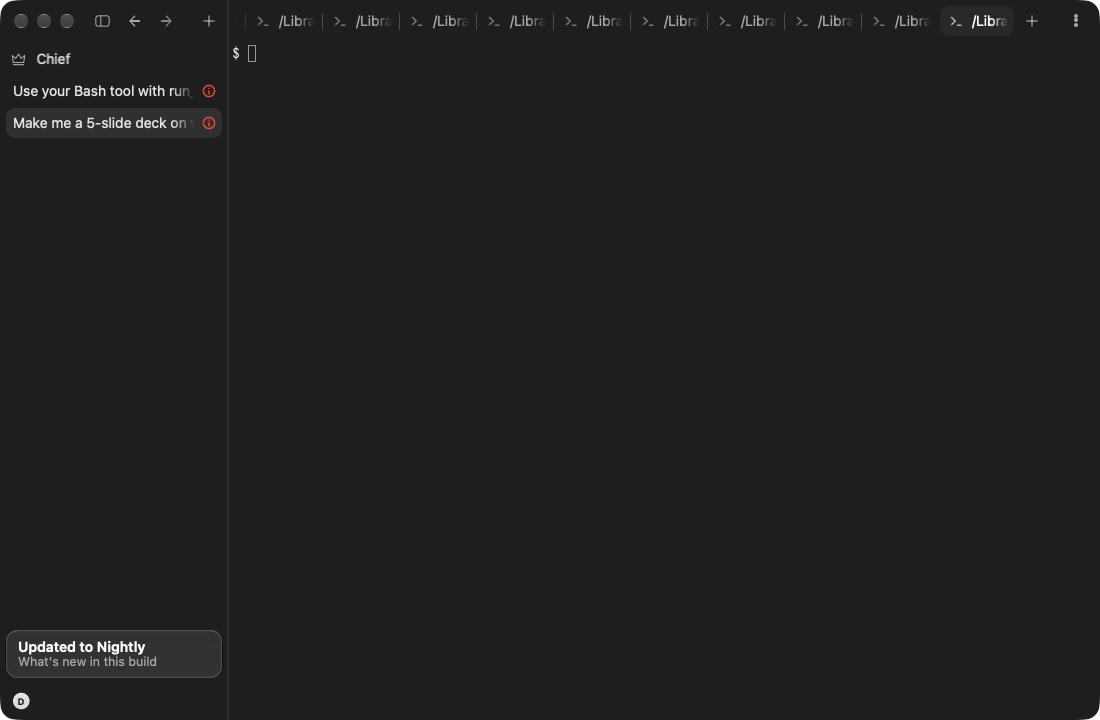 /Libra /Libra /Libra /Libra /Libra /Libra /Libra /Libra /Libra /Libra
Chief
$
Use your Bash tool with run_
Make me a 5-slide deck on
Updated to Nightly
What's new in this build
D